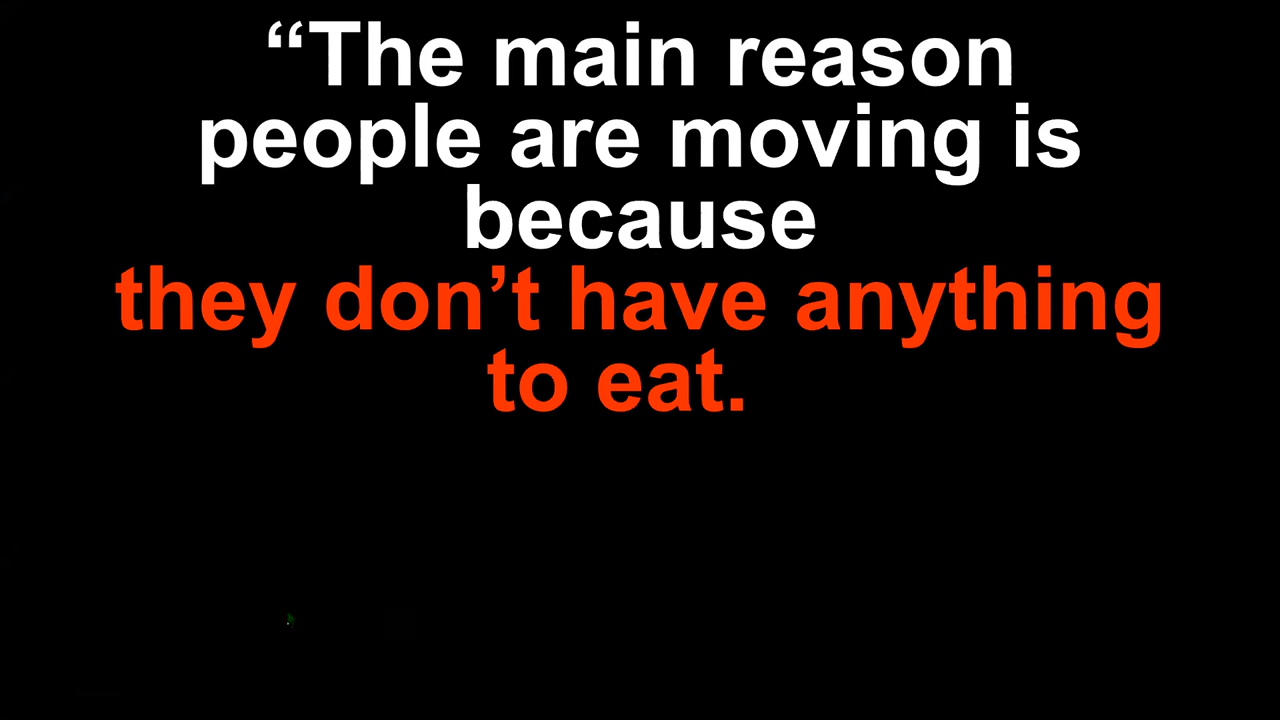 “The main reason
people are moving is
because
they don’t have anything
to eat.